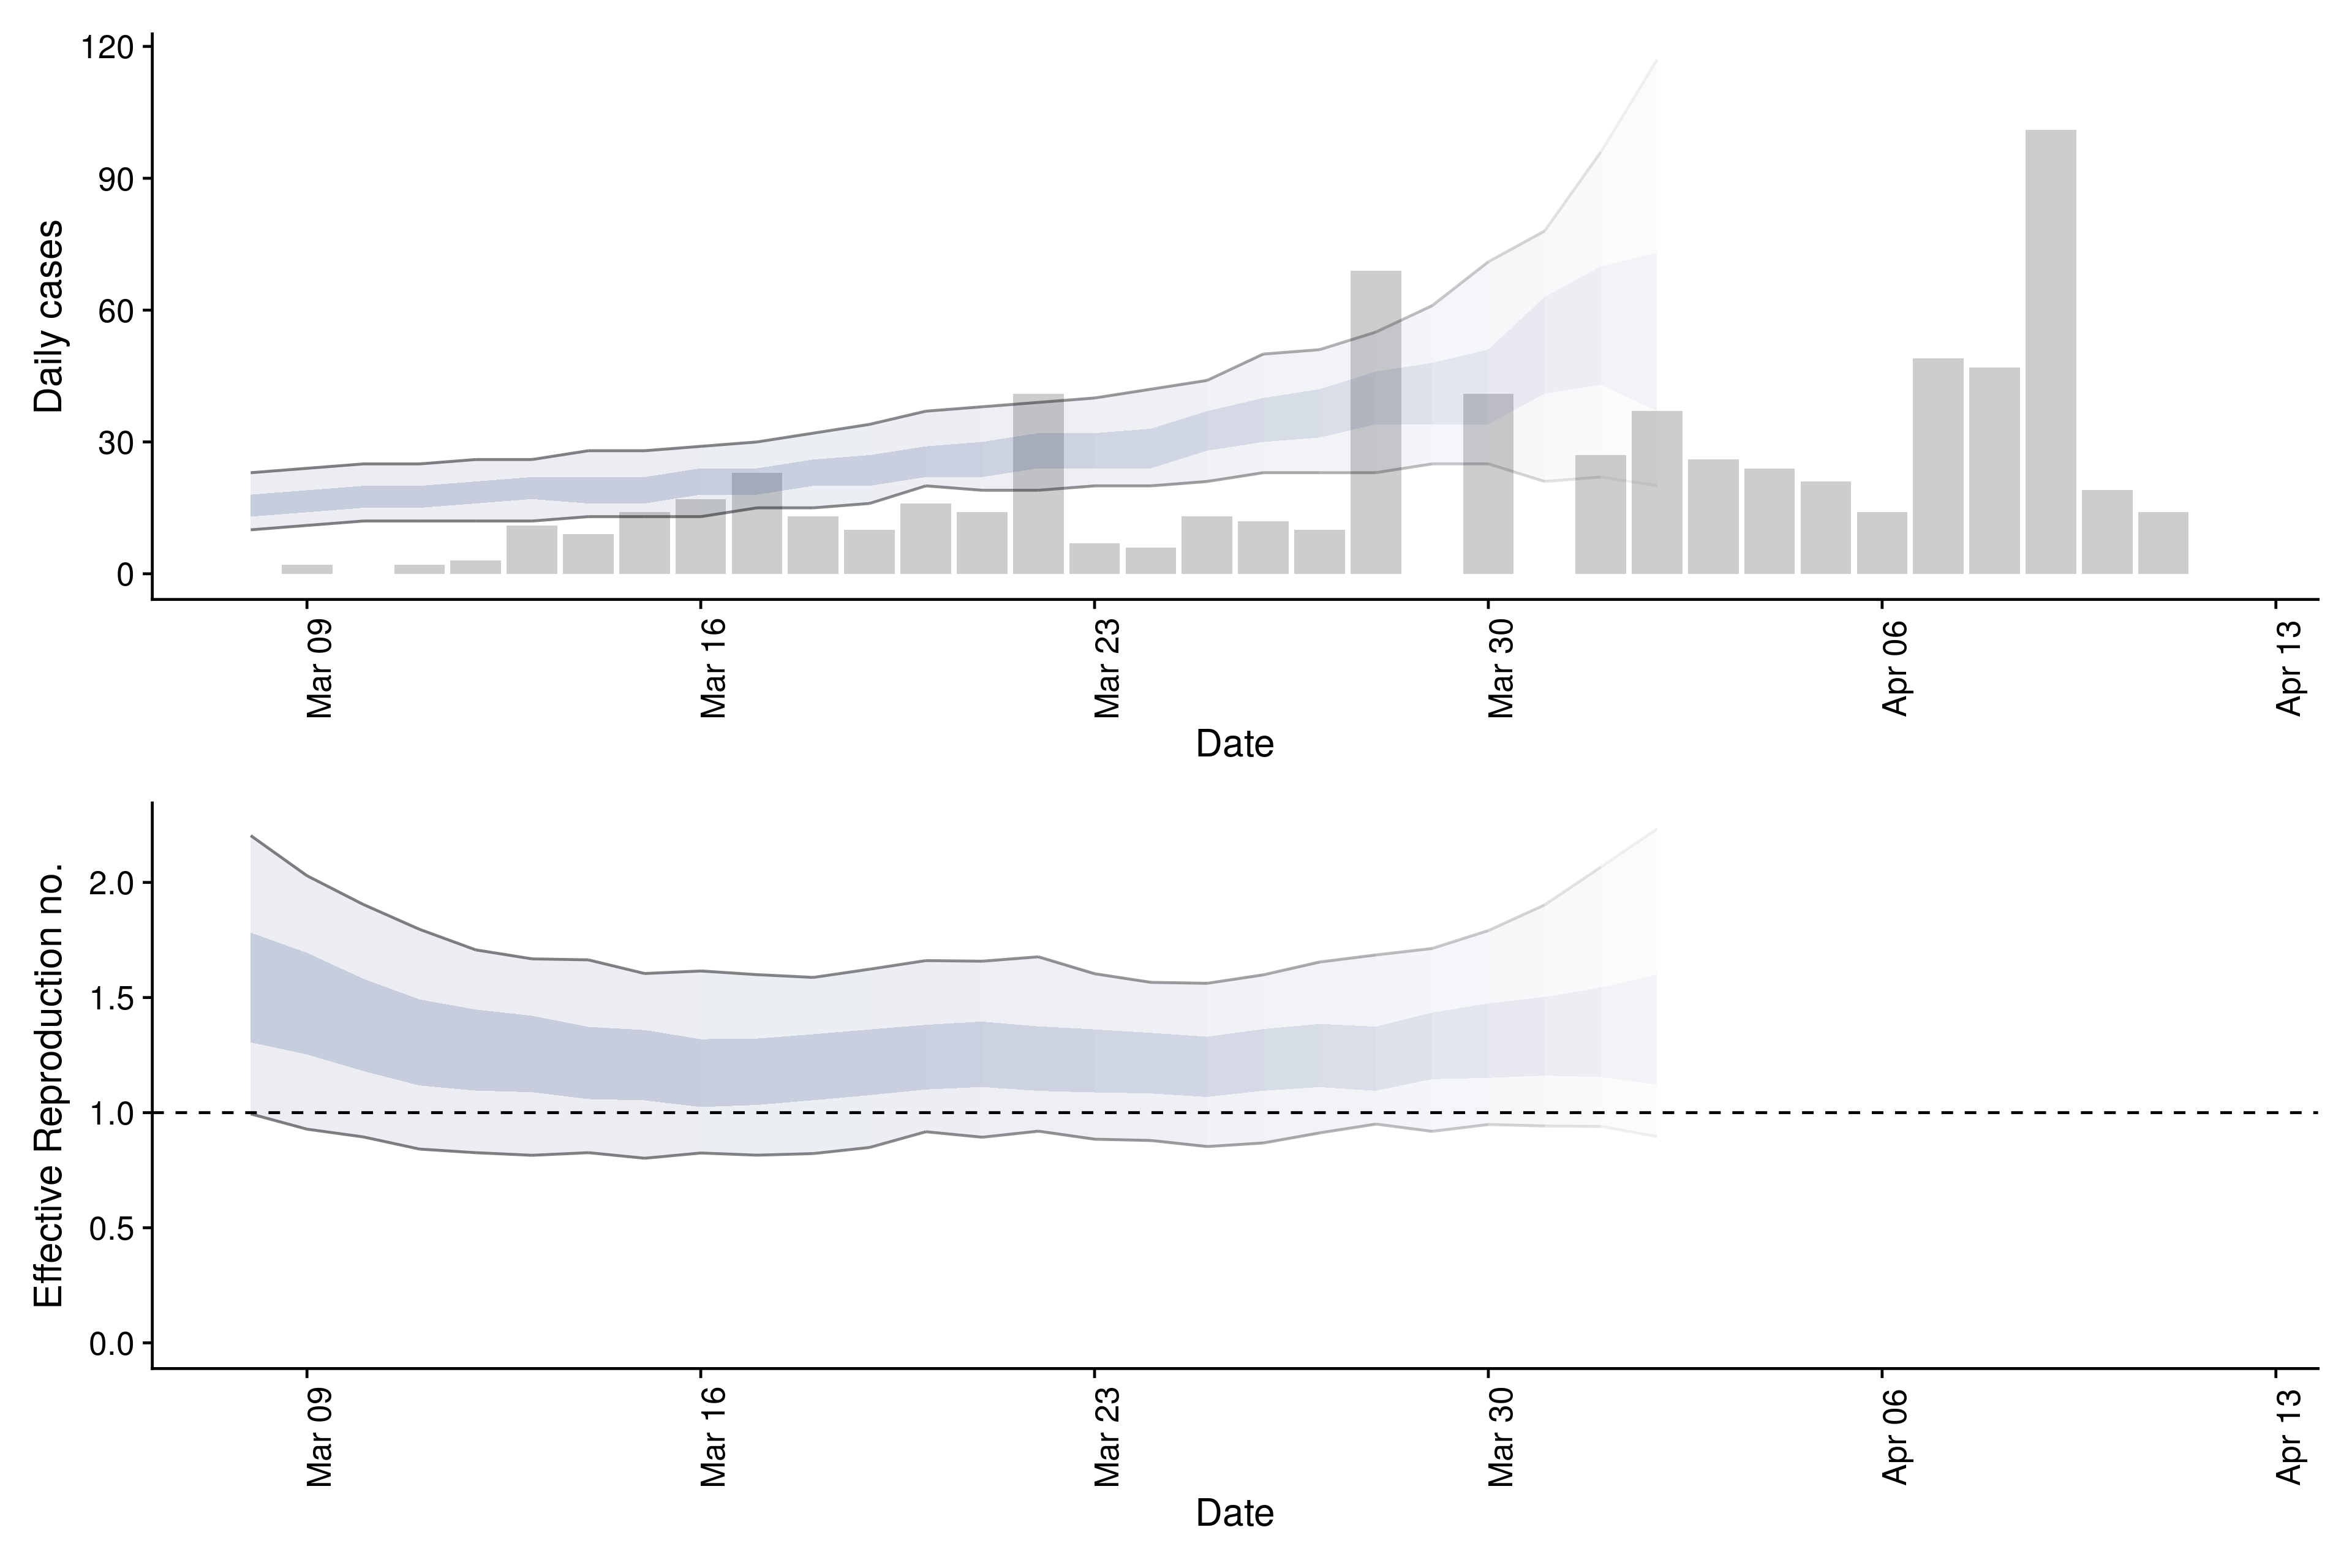 Daily cases
120
90
60
30
0
Mar 09
Mar 16
Mar 23
Mar 30
Apr 06
Apr 13
Date
Effective Reproduction no.
2.0
1.5
1.0
0.5
0.0
Mar 09
Mar 16
Mar 23
Mar 30
Apr 06
Apr 13
Date